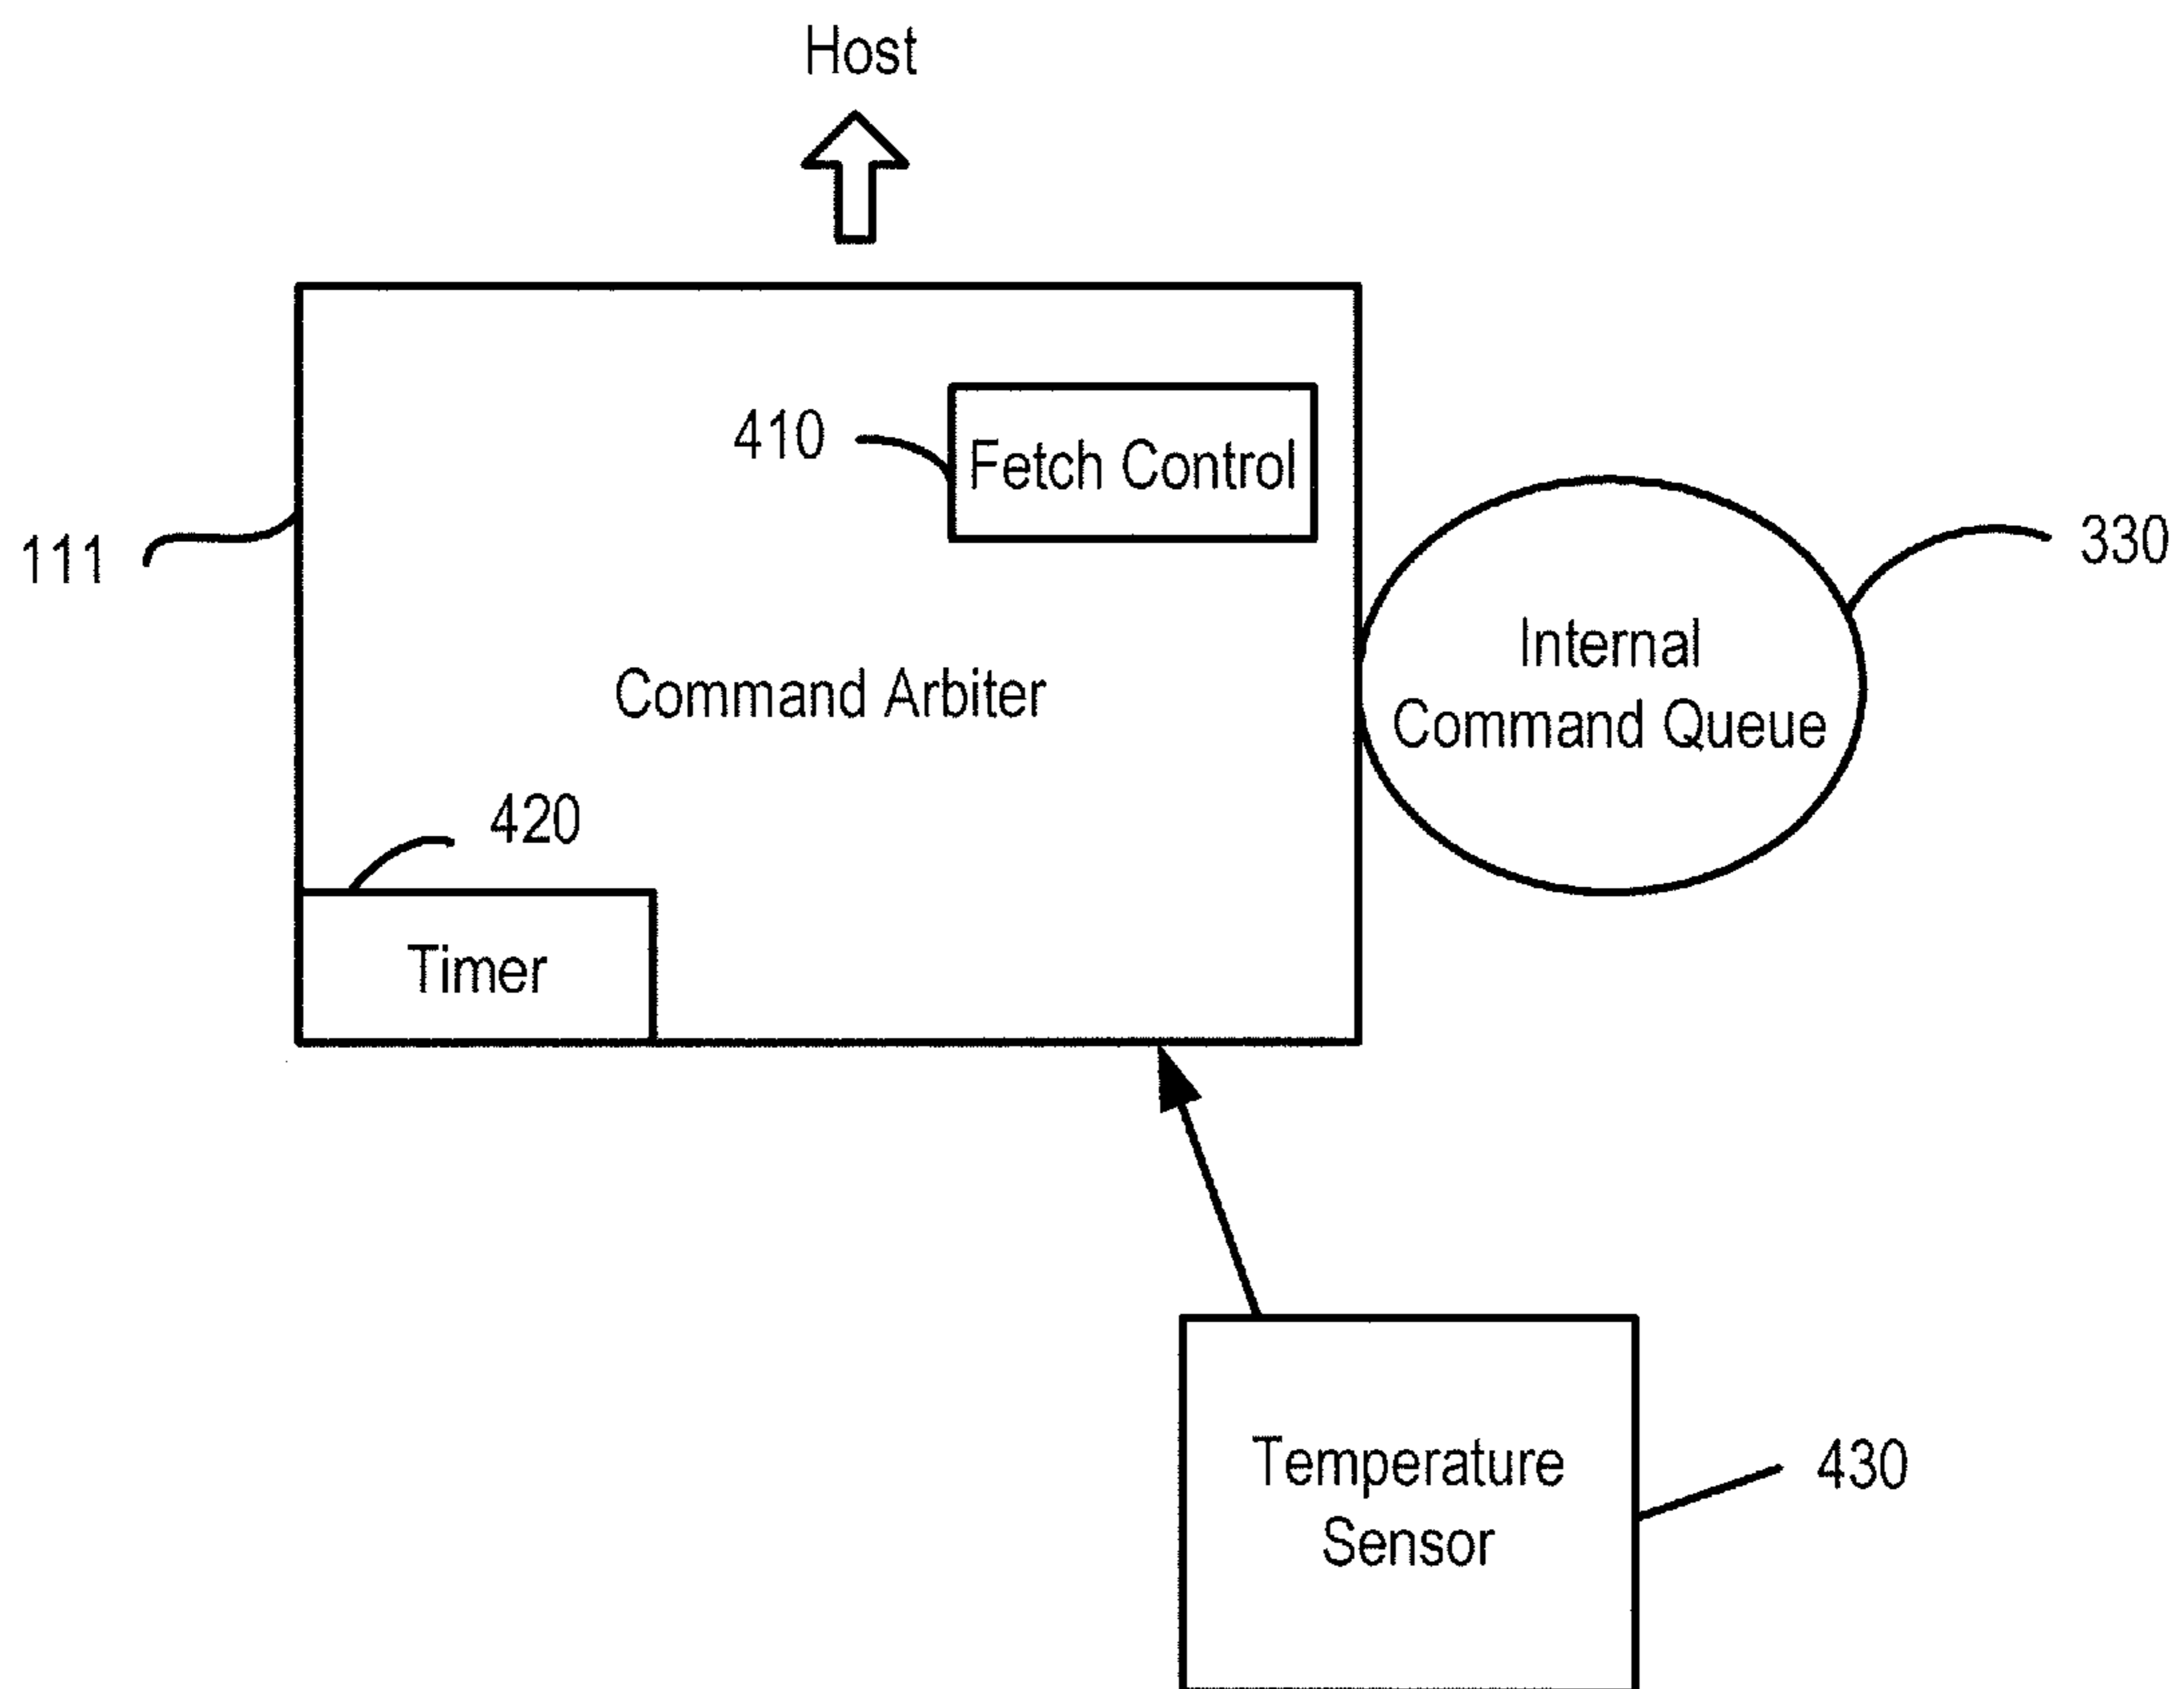 Host
410
Fetch Control
111
330
Internal
Command Queue
Command Arbiter
420
Timer
Temperature
Sensor
430